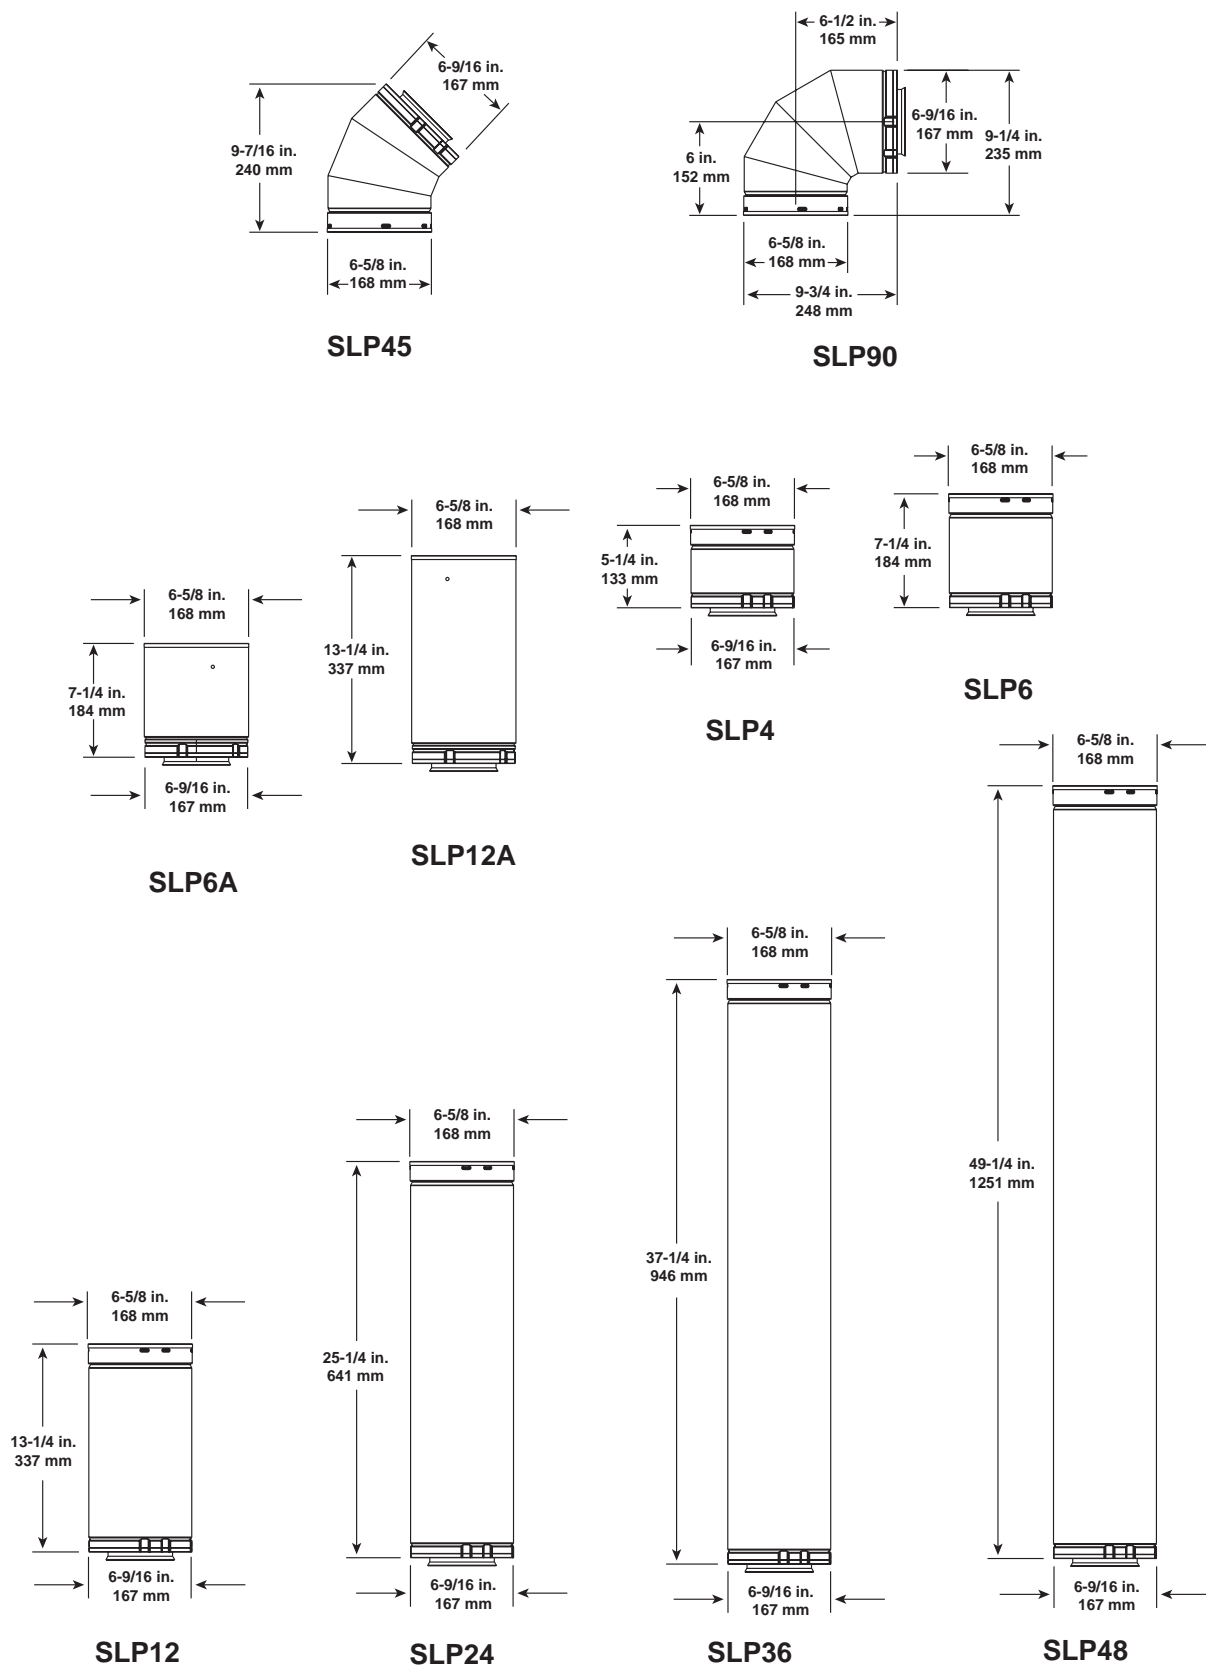 6-9/16 in.
167 mm
9-7/16 in.
240 mm
6-5/8 in.
168 mm
SLP45
6-1/2 in.
165 mm
6-9/16 in.
167 mm
9-1/4 in.
235 mm
6 in.
152 mm
6-5/8 in.
168 mm
9-3/4 in.
248 mm
SLP90
6-5/8 in.
168 mm
7-1/4 in.
184 mm
6-9/16 in.
167 mm
SLP6A
6-5/8 in.
168 mm
13-1/4 in.
337 mm
SLP12A
6-5/8 in.
168 mm
5-1/4 in.
133 mm
6-9/16 in.
167 mm
SLP4
6-5/8 in.
168 mm
7-1/4 in.
184 mm
SLP6
6-5/8 in.
168 mm
13-1/4 in.
337 mm
6-9/16 in.
167 mm
SLP12
6-5/8 in.
168 mm
25-1/4 in.
641 mm
6-9/16 in.
167 mm
SLP24
6-5/8 in.
168 mm
37-1/4 in.
946 mm
6-9/16 in.
167 mm
SLP36
6-5/8 in.
168 mm
49-1/4 in.
1251 mm
6-9/16 in.
167 mm
SLP48